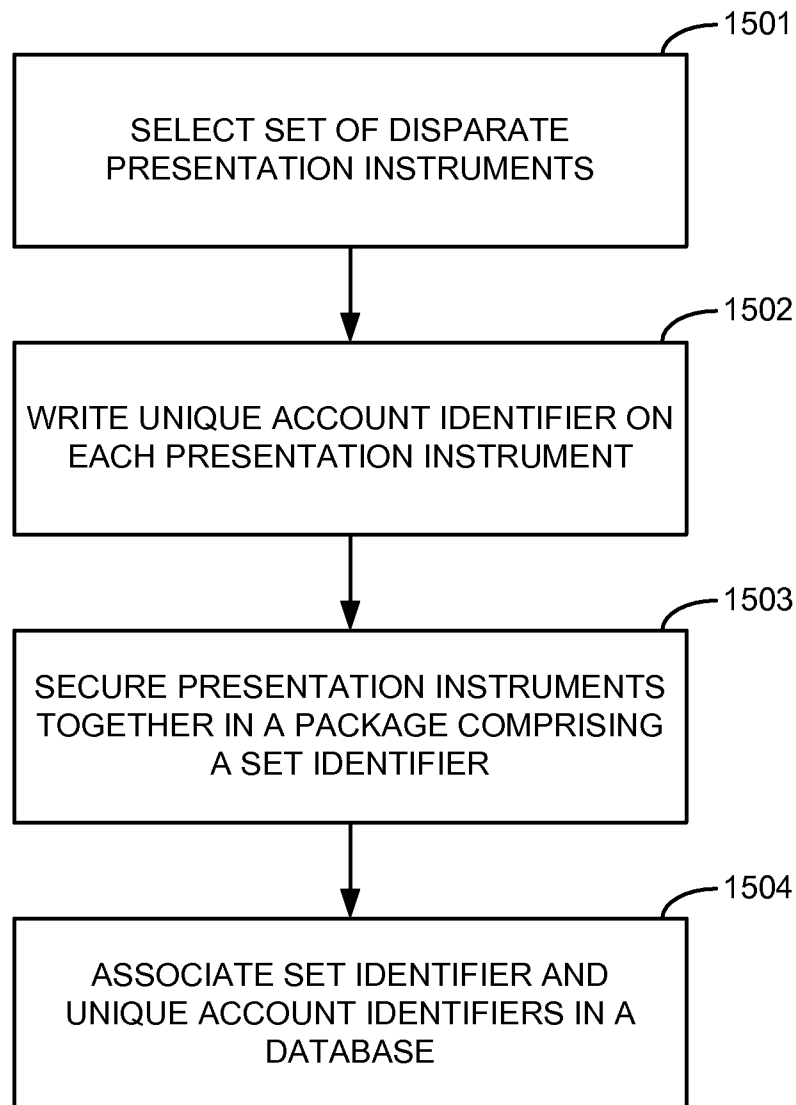 1501
SELECT SET OF DISPARATE
PRESENTATION INSTRUMENTS
1502
WRITE UNIQUE ACCOUNT IDENTIFIER ON
EACH PRESENTATION INSTRUMENT
1503
SECURE PRESENTATION INSTRUMENTS
TOGETHER IN A PACKAGE COMPRISING
A SET IDENTIFIER
1504
ASSOCIATE SET IDENTIFIER AND
UNIQUE ACCOUNT IDENTIFIERS IN A
DATABASE